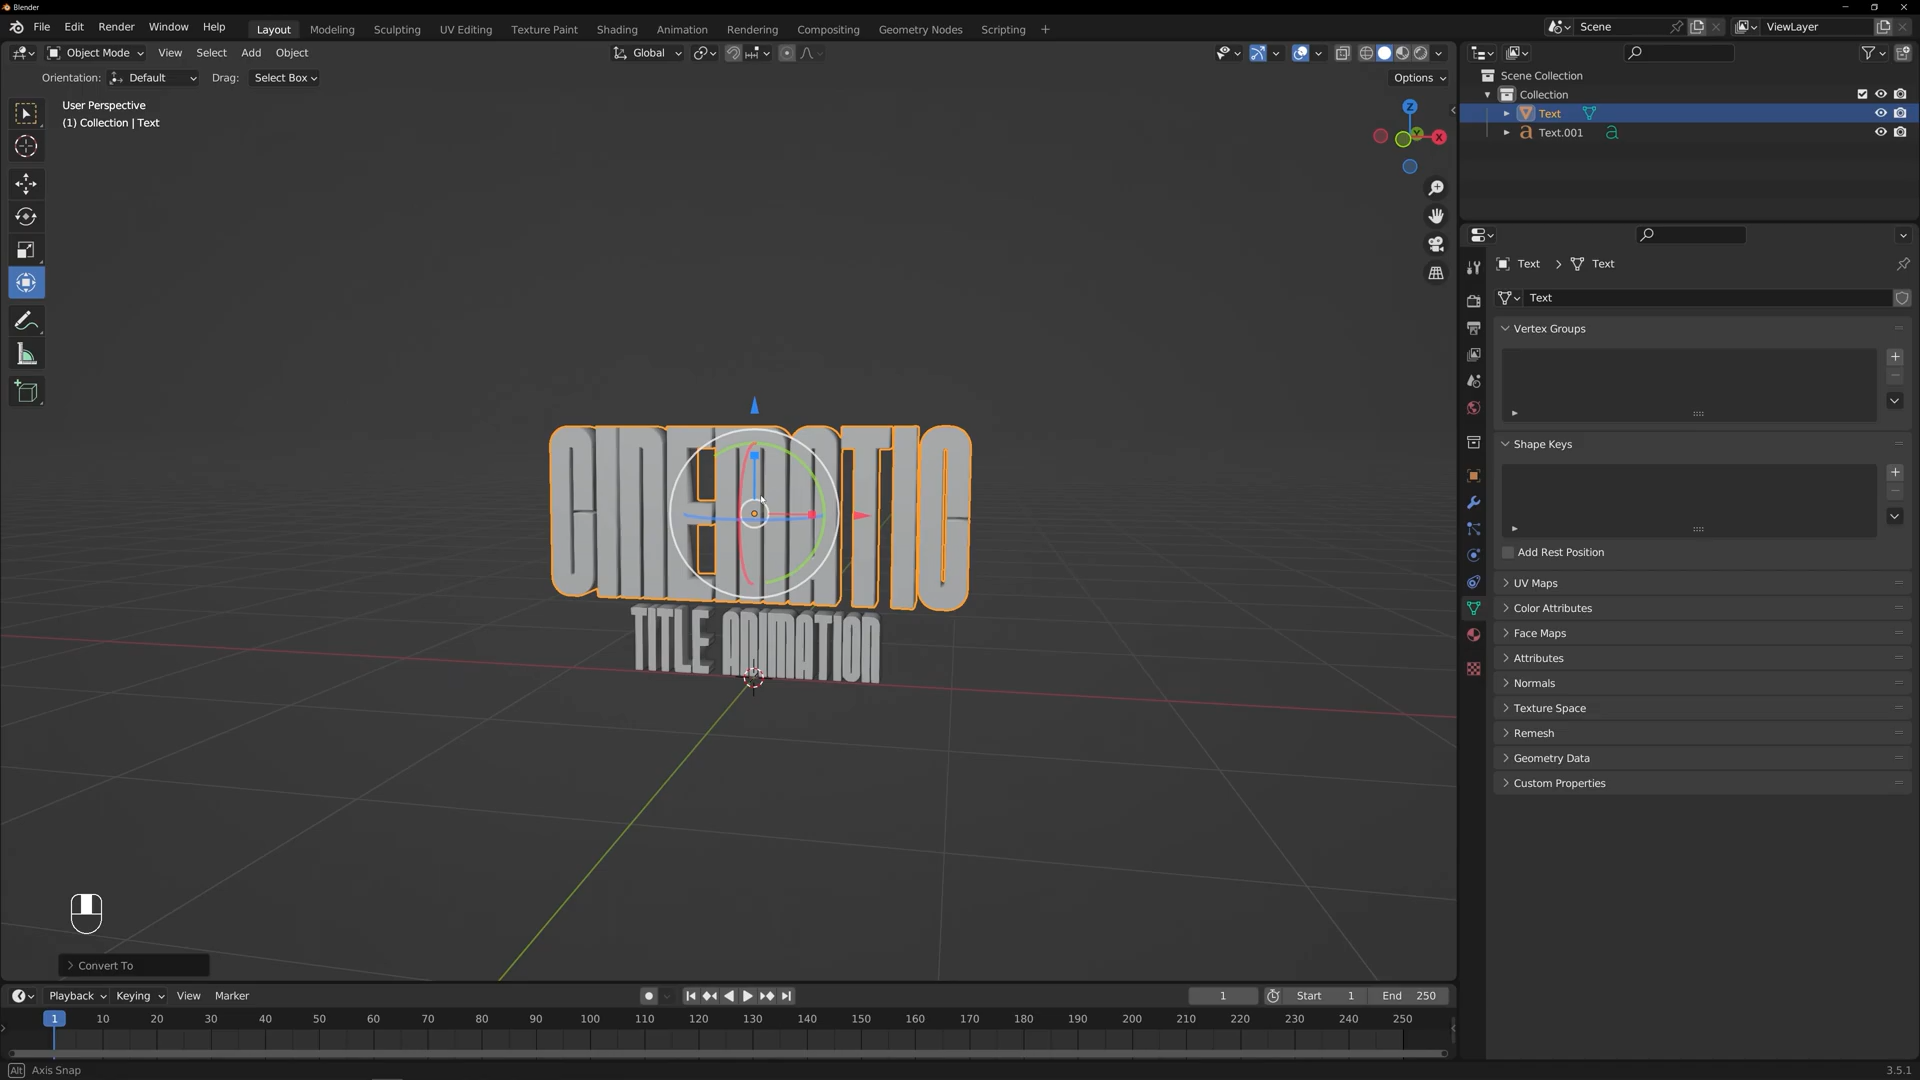 Blender
File Edit Render Window Help
Layout Modeling Sculpting UV Editing Texture Paint Shading Animation Rendering Compositing Geometry Nodes Scripting +
Scene
ViewLayer
Object Mode View Select Add Object
Global
Orientation: Default Drag: Select Box
Options
User Perspective
(1) Collection | Text
Z
Y
X
Scene Collection
Collection
Text
Text.001
Text > Text
Text
Vertex Groups
Shape Keys
Add Rest Position
UV Maps
Color Attributes
Face Maps
Attributes
Normals
Texture Space
Remesh
Geometry Data
Custom Properties
CINEMATIC
TITLE ANIMATION
Convert To
Playback Keying View Marker
1 Start 1 End 250
1 10 20 30 40 50 60 70 80 90 100 110 120 130 140 150 160 170 180 190 200 210 220 230 240 250
Alt Axis Snap
3.5.1